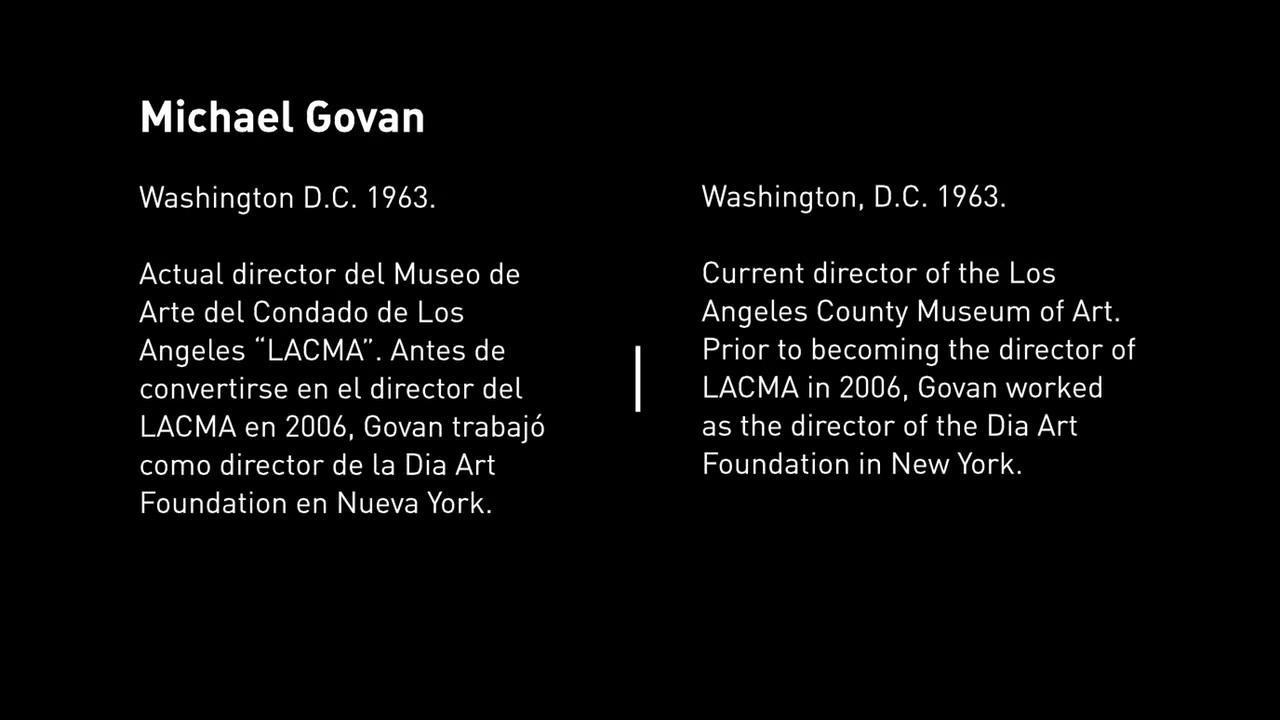 Michael Govan
Washington D.C. 1963.
Actual director del Museo de
Arte del Condado de Los
Angeles “LACMA”. Antes de
convertirse en el director del
LACMA en 2006, Govan trabajó
como director de la Dia Art
Foundation en Nueva York.
Washington, D.C. 1963.
Current director of the Los
Angeles County Museum of Art.
Prior to becoming the director of
LACMA in 2006, Govan worked
as the director of the Dia Art
Foundation in New York.